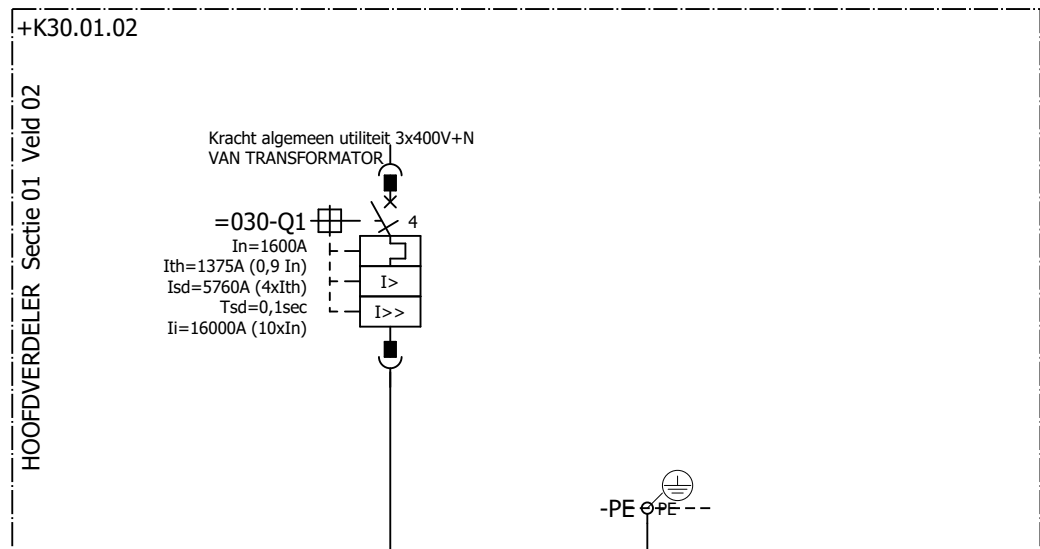 +K30.01.02
HOOFDVERDELER Sectie 01 Veld 02
Kracht algemeen utiliteit 3x400V+N
VAN TRANSFORMATOR
=030-Q1
4
In=1600A
Ith=1375A (0,9 In)
Isd=5760A (4xIth)
Tsd=0,1sec
Ii=16000A (10xIn)
I>
I>>
-PE
PE